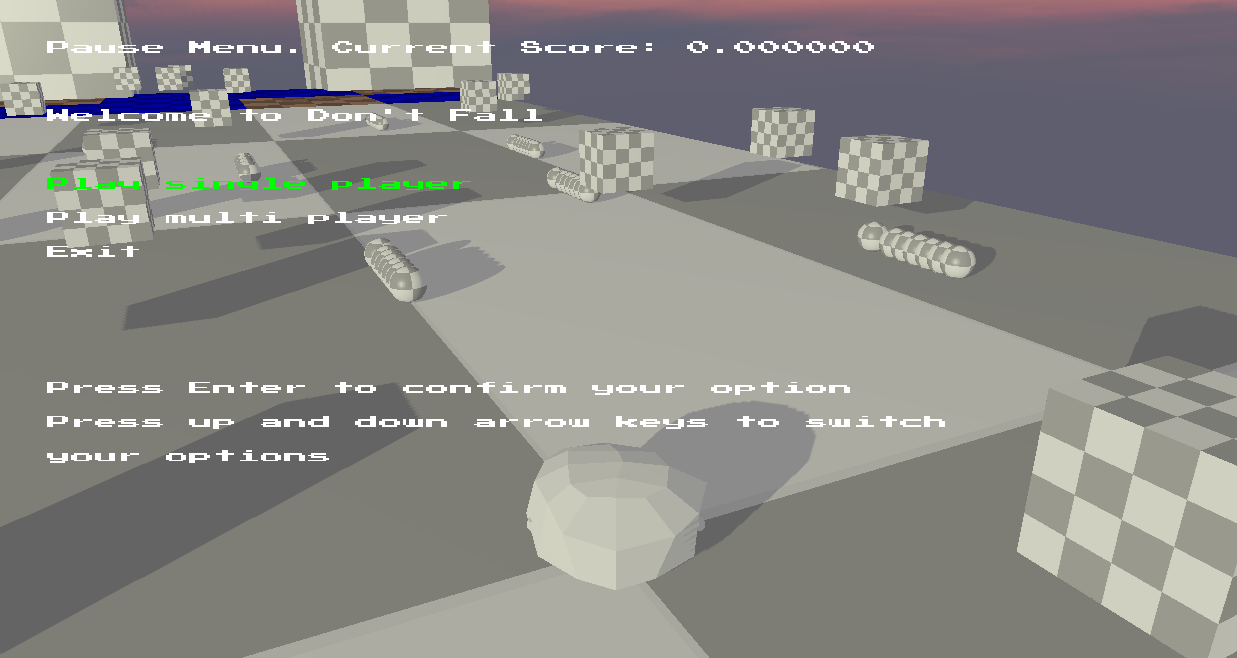 Pause Menu. Current Score: 0.000000
Welcome to Don't Fall
Play single player
Play multi player
Exit
Press Enter to confirm your option
Press up and down arrow keys to switch
your options